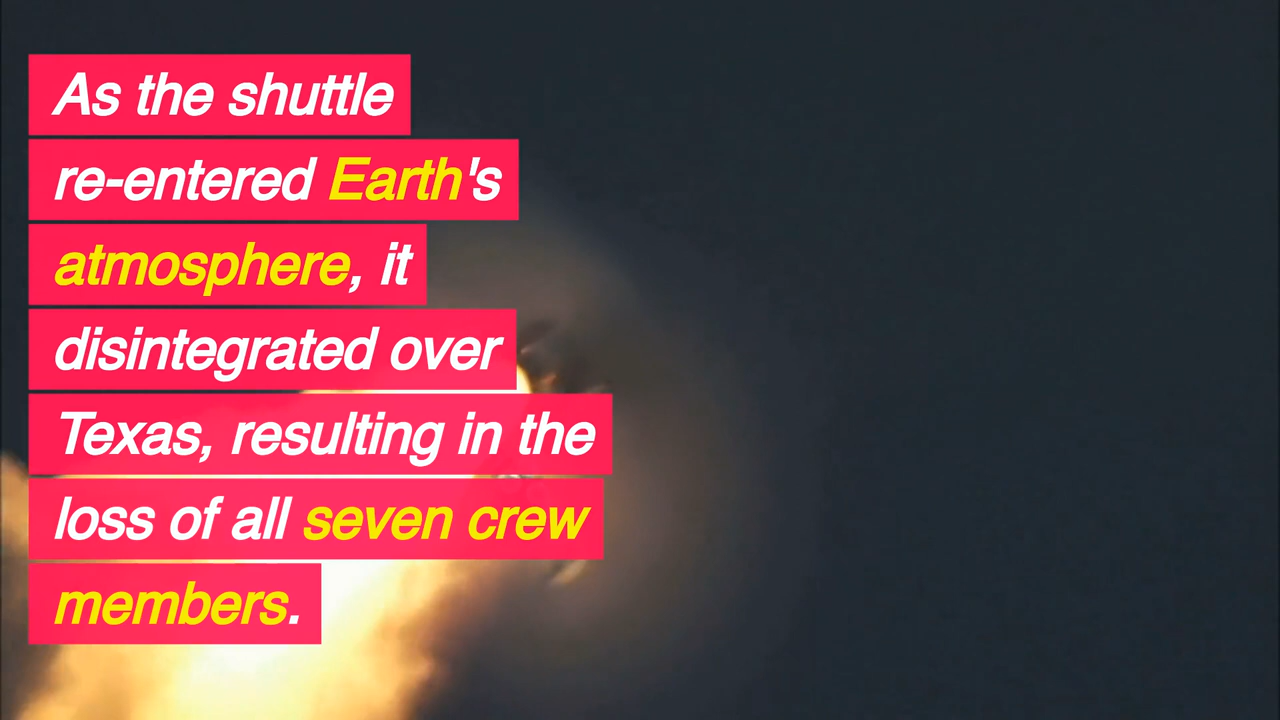 As the shuttle
re-entered Earth's
atmosphere, it
disintegrated over
Texas, resulting in the
loss of all seven crew
members.